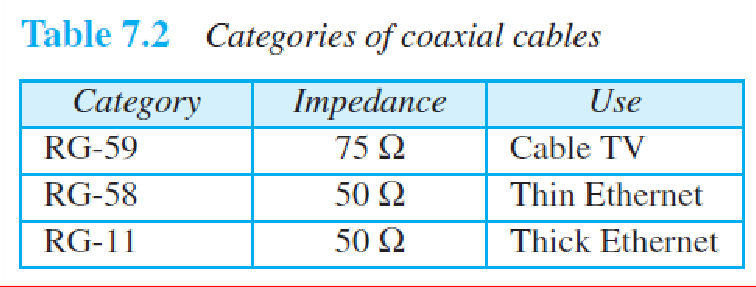 Table 7.2 Categories of coaxial cables
Category Impedance Use
RG-59 75 Ω Cable TV
RG-58 50 Ω Thin Ethernet
RG-11 50 Ω Thick Ethernet